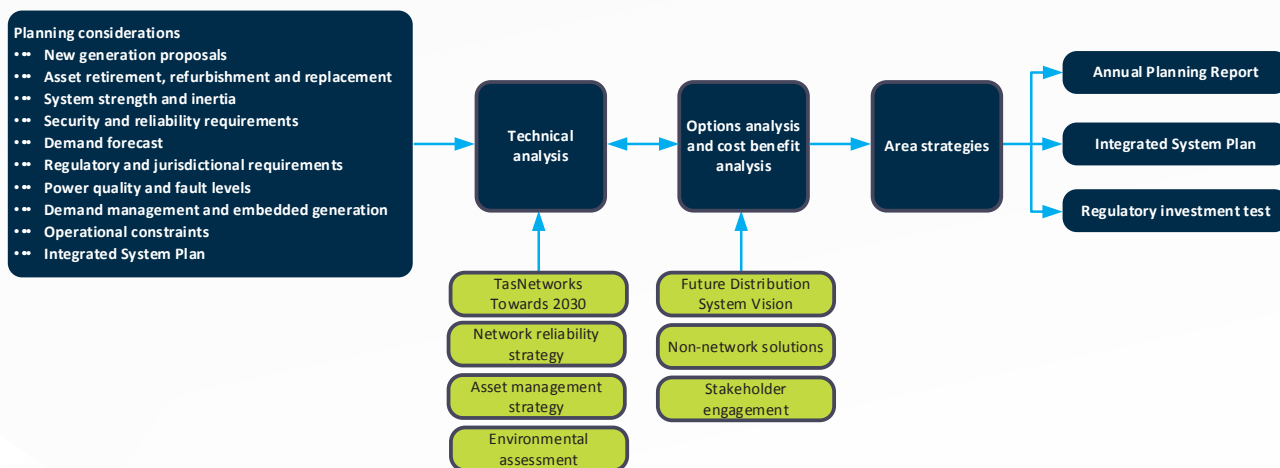 Planning considerations
••• New generation proposals
••• Asset retirement, refurbishment and replacement
••• System strength and inertia
••• Security and reliability requirements
••• Demand forecast
••• Regulatory and jurisdictional requirements
••• Power quality and fault levels
••• Demand management and embedded generation
••• Operational constraints
••• Integrated System Plan
Technical
analysis
Options analysis
and cost benefit
analysis
Area strategies
Annual Planning Report
Integrated System Plan
Regulatory investment test
TasNetworks
Towards 2030
Network reliability
strategy
Asset management
strategy
Environmental
assessment
Future Distribution
System Vision
Non-network solutions
Stakeholder
engagement